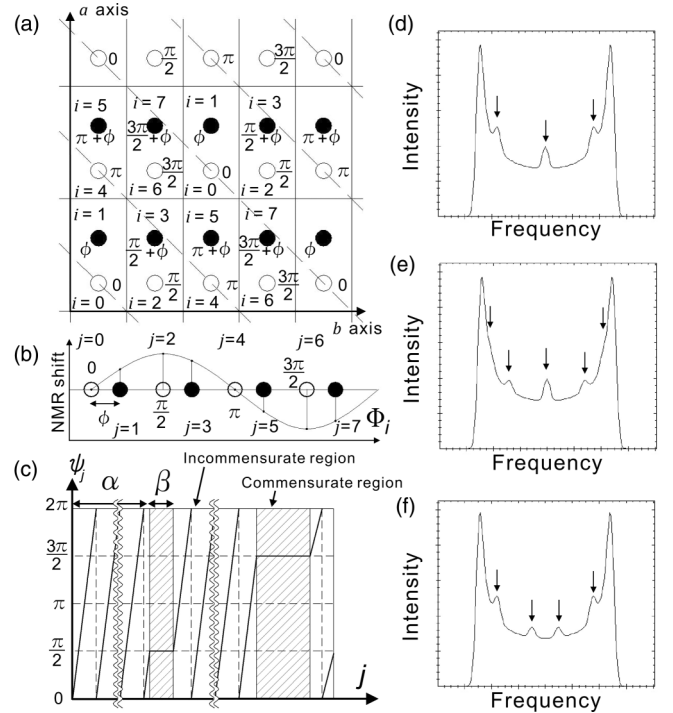 (a)
a axis
0 π/2 π 3π/2 0
i = 5 i = 7 i = 1 i = 3
π +ϕ 3π/2 +ϕ ϕ π/2 +ϕ π +ϕ
π 3π/2 0 π/2 π
i = 4 i = 6 i=0 i = 2
i = 1 i = 3 i = 5 i = 7
ϕ π/2 +ϕ π +ϕ 3π/2 +ϕ ϕ
0 π/2 π 3π/2 0
i=0 i = 2 i = 4 i = 6
b axis
(b)
NMR shift
j=0 j=2 j=4 j=6
0 π/2 π 3π/2
ϕ
Φi
j=1 j=3 j=5 j=7
(c)
ψj
Incommensurate region
Commensurate region
α β
2π
3π/2
π
π/2
0
j
(d)
Intensity
Frequency
(e)
Intensity
Frequency
(f)
Intensity
Frequency